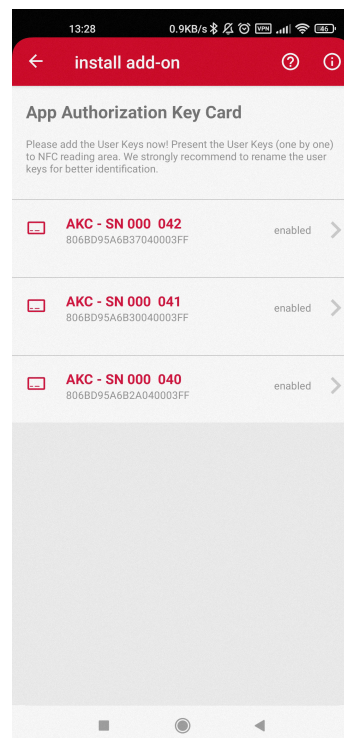 13:28 0.9KB/s VPN 46
install add-on
App Authorization Key Card
Please add the User Keys now! Present the User Keys (one by one)
to NFC reading area. We strongly recommend to rename the user
keys for better identification.
AKC - SN 000 042
enabled
806BD95A6B37040003FF
AKC - SN 000 041
enabled
806BD95A6B30040003FF
AKC - SN 000 040
enabled
806BD95A6B2A040003FF